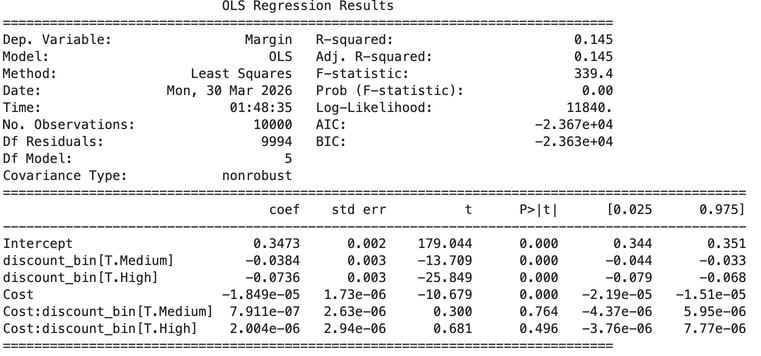 OLS Regression Results
==============================================================================
Dep. Variable: Margin R-squared: 0.145
Model: OLS Adj. R-squared: 0.145
Method: Least Squares F-statistic: 339.4
Date: Mon, 30 Mar 2026 Prob (F-statistic): 0.00
Time: 01:48:35 Log-Likelihood: 11840.
No. Observations: 10000 AIC: -2.367e+04
Df Residuals: 9994 BIC: -2.363e+04
Df Model: 5
Covariance Type: nonrobust
===============================================================================================
coef std err t P>|t| [0.025 0.975]
-----------------------------------------------------------------------------------------------
Intercept 0.3473 0.002 179.044 0.000 0.344 0.351
discount_bin[T.Medium] -0.0384 0.003 -13.709 0.000 -0.044 -0.033
discount_bin[T.High] -0.0736 0.003 -25.849 0.000 -0.079 -0.068
Cost -1.849e-05 1.73e-06 -10.679 0.000 -2.19e-05 -1.51e-05
Cost:discount_bin[T.Medium] 7.911e-07 2.63e-06 0.300 0.764 -4.37e-06 5.95e-06
Cost:discount_bin[T.High] 2.004e-06 2.94e-06 0.681 0.496 -3.76e-06 7.77e-06
==============================================================================